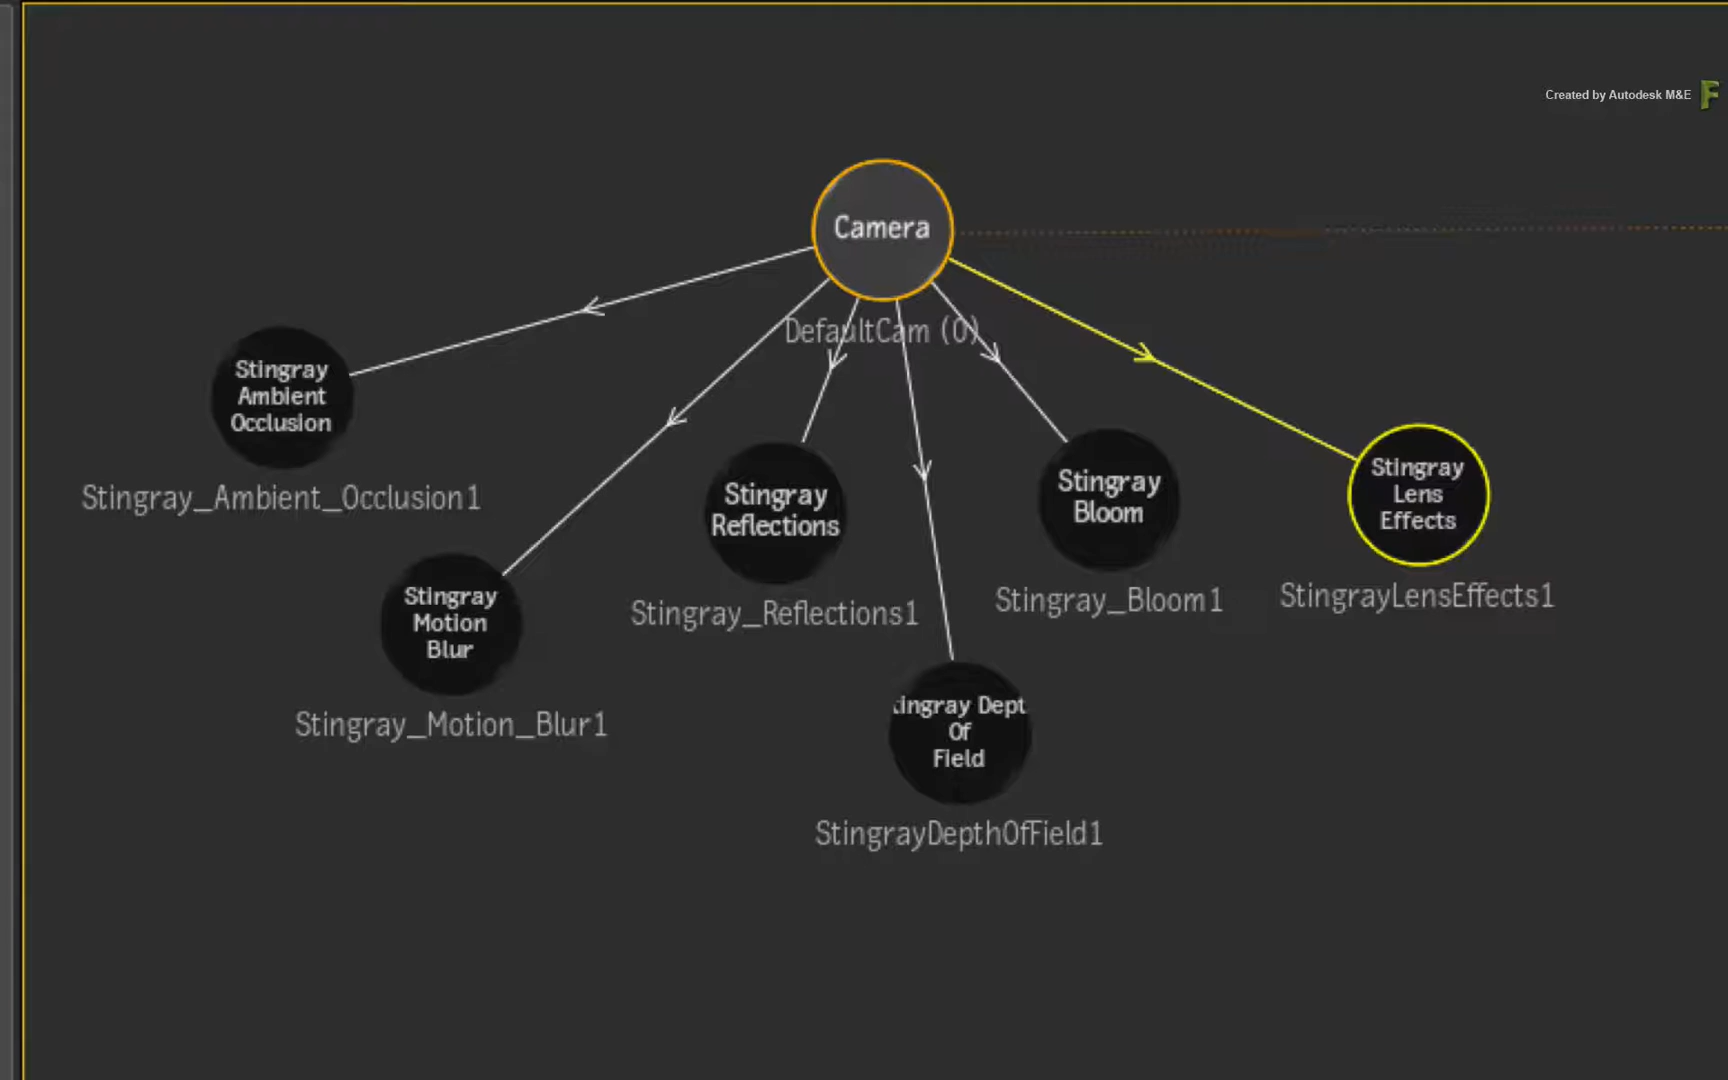 Created by Autodesk M&E
Camera
DefaultCam (0)
Stingray
Ambient
Occlusion
Stingray_Ambient_Occlusion1
Stingray
Motion
Blur
Stingray_Motion_Blur1
Stingray
Reflections
Stingray_Reflections1
tingray Dept
Of
Field
StingrayDepthOfField1
Stingray
Bloom
Stingray_Bloom1
Stingray
Lens
Effects
StingrayLensEffects1